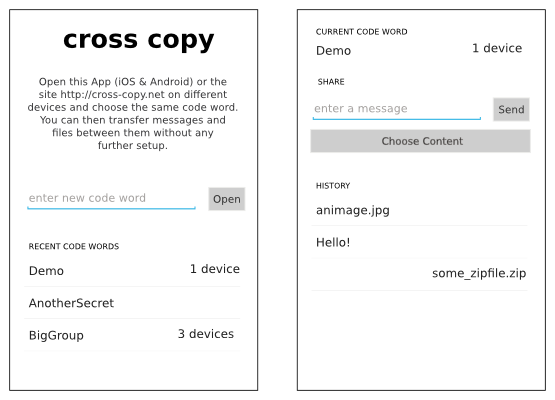 cross copy
Open this App (iOS & Android) or the
site http://cross-copy.net on different
devices and choose the same code word.
You can then transfer messages and
files between them without any
further setup.
enter new code word
Open
RECENT CODE WORDS
Demo 1 device
AnotherSecret
BigGroup 3 devices
CURRENT CODE WORD
Demo 1 device
SHARE
enter a message
Send
Choose Content
HISTORY
animage.jpg
Hello!
some_zipfile.zip